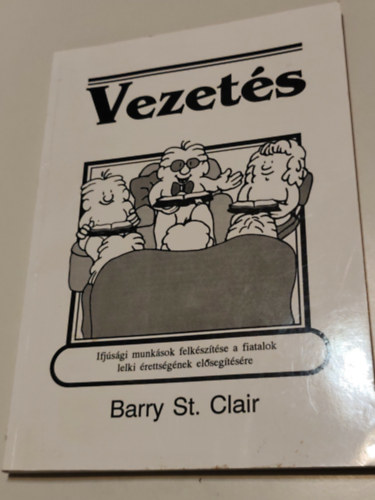 Vezetés
Ifjúsági munkások felkészítése a fiatalok
lelki érettségének elősegítésére
Barry St. Clair